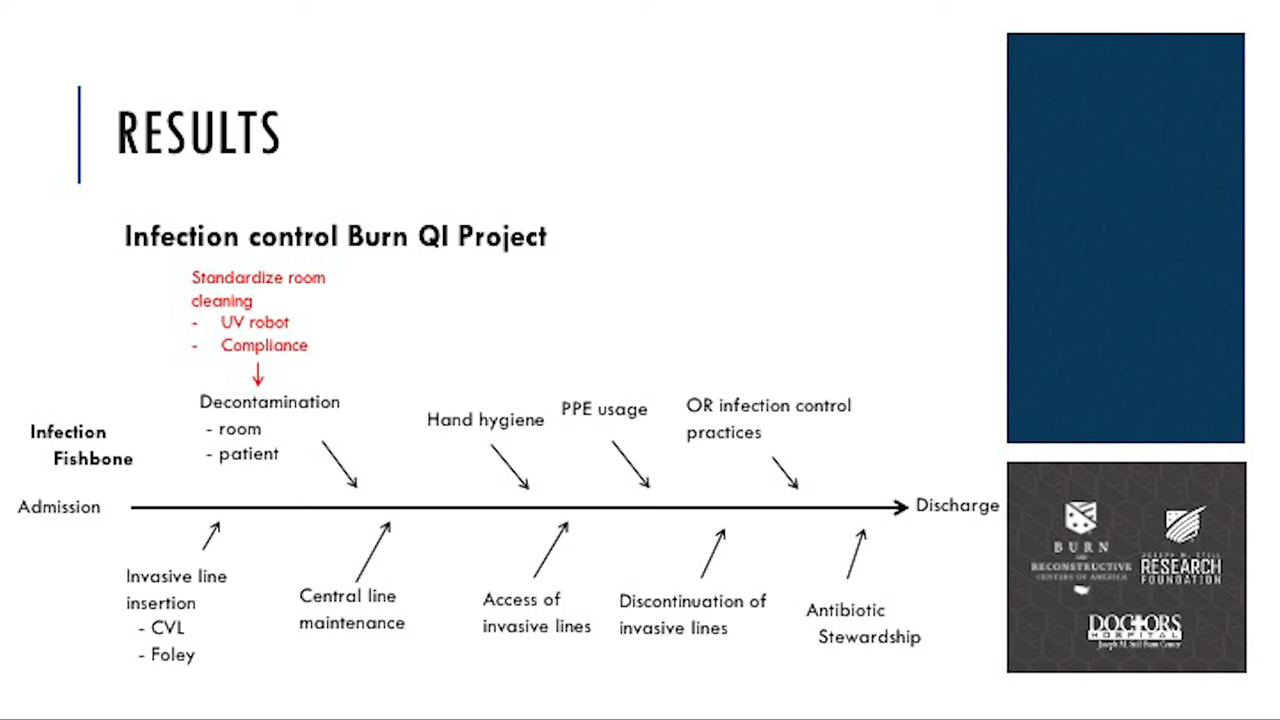 RESULTS
Infection control Burn QI Project
Standardize room
cleaning
- UV robot
- Compliance
Decontamination
- room
- patient
Hand hygiene
PPE usage
OR infection control
practices
Infection
Fishbone
Admission
Discharge
Invasive line
insertion
- CVL
- Foley
Central line
maintenance
Access of
invasive lines
Discontinuation of
invasive lines
Antibiotic
Stewardship
BURN
AND
RECONSTRUCTIVE
CENTERS OF AMERICA
JOSEPH M. STILL
RESEARCH
FOUNDATION
DOCTORS
HOSPITAL
Joseph M. Still Burn Center